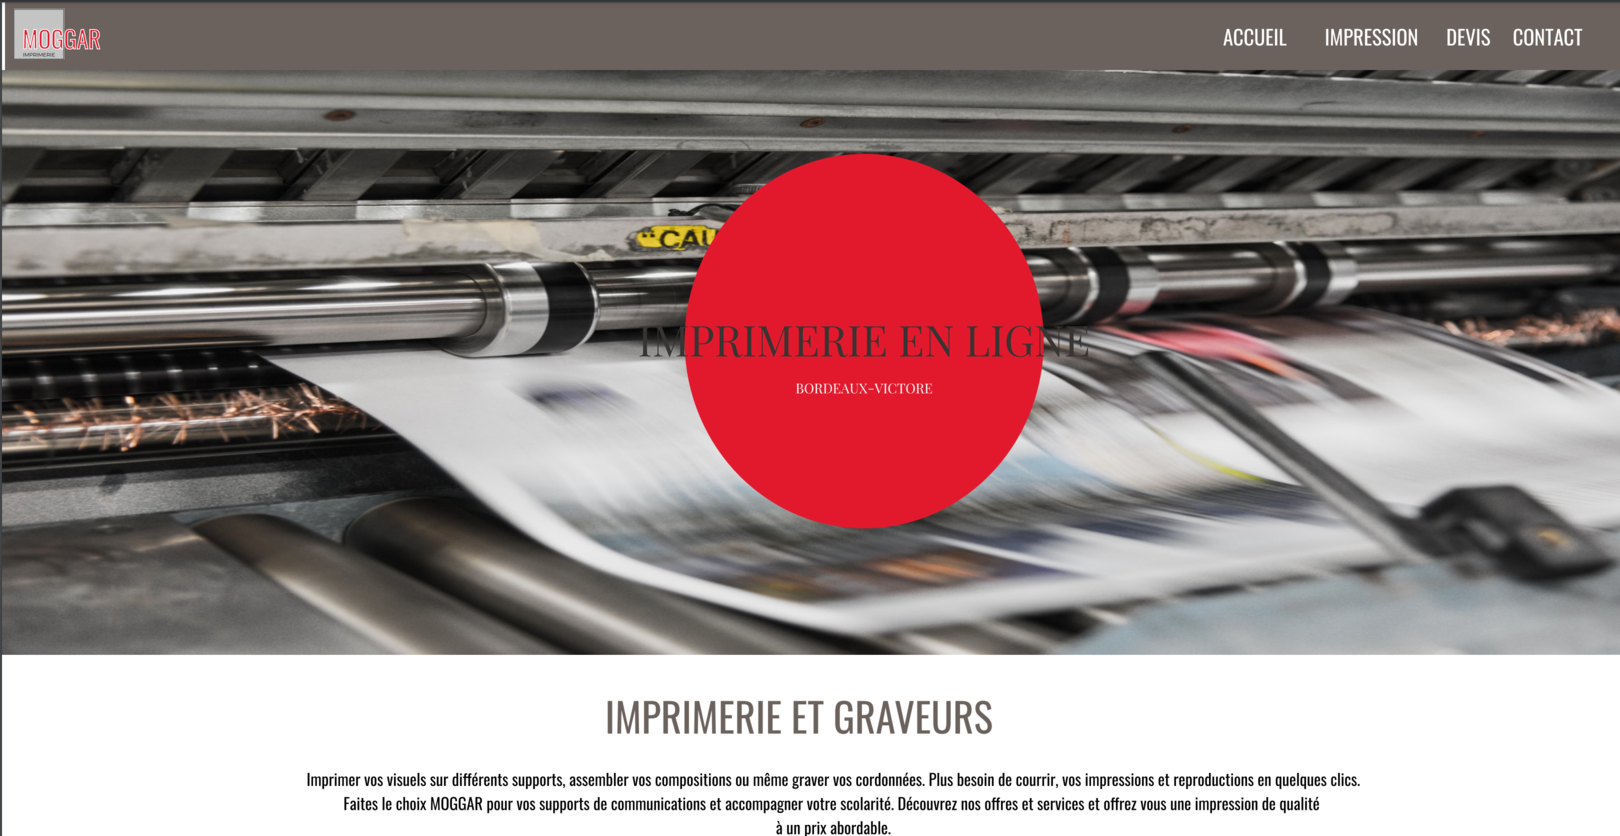 MOGGAR
IMPRIMERIE
ACCUEIL IMPRESSION DEVIS CONTACT
"CAU
IMPRIMERIE EN LIGNE
BORDEAUX-VICTORE
IMPRIMERIE ET GRAVEURS
Imprimer vos visuels sur différents supports, assembler vos compositions ou même graver vos cordonnées. Plus besoin de courrir, vos impressions et reproductions en quelques clics.
Faites le choix MOGGAR pour vos supports de communications et accompagner votre scolarité. Découvrez nos offres et services et offrez vous une impression de qualité
à un prix abordable.